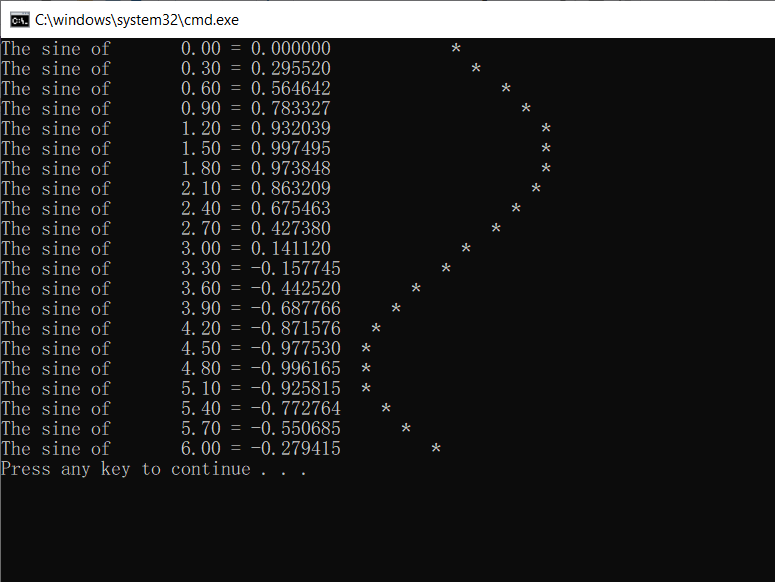 C:\windows\system32\cmd.exe
The sine of       0.00 = 0.000000            *
The sine of       0.30 = 0.295520              *
The sine of       0.60 = 0.564642                 *
The sine of       0.90 = 0.783327                   *
The sine of       1.20 = 0.932039                     *
The sine of       1.50 = 0.997495                     *
The sine of       1.80 = 0.973848                     *
The sine of       2.10 = 0.863209                    *
The sine of       2.40 = 0.675463                  *
The sine of       2.70 = 0.427380                *
The sine of       3.00 = 0.141120             *
The sine of       3.30 = -0.157745          *
The sine of       3.60 = -0.442520       *
The sine of       3.90 = -0.687766     *
The sine of       4.20 = -0.871576   *
The sine of       4.50 = -0.977530  *
The sine of       4.80 = -0.996165  *
The sine of       5.10 = -0.925815  *
The sine of       5.40 = -0.772764    *
The sine of       5.70 = -0.550685      *
The sine of       6.00 = -0.279415         *
Press any key to continue . . .